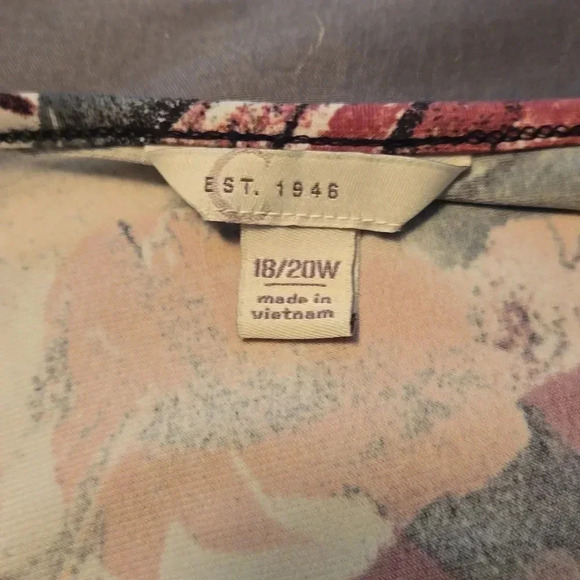 EST. 1946
18/20W
made in
vietnam